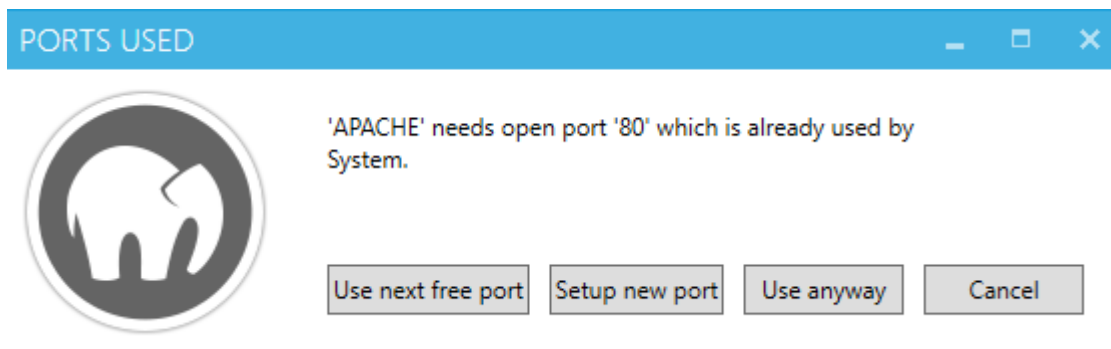 PORTS USED
'APACHE' needs open port '80' which is already used by
System.
Use next free port
Setup new port
Use anyway
Cancel